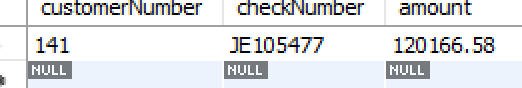 customerNumber checkNumber amount
141 JE105477 120166.58
NULL NULL NULL